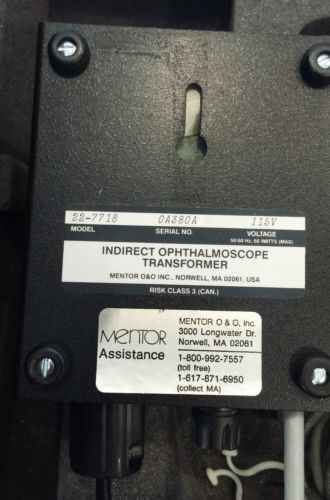 22-7718 0A380A 115V
MODEL SERIAL NO. VOLTAGE
50/60 Hz, 60 WATTS (MAX)
INDIRECT OPHTHALMOSCOPE
TRANSFORMER
MENTOR O&O INC., NORWELL, MA 02061, USA
RISK CLASS 3 (CAN.)
MENTOR
Assistance
MENTOR O & O, Inc.
3000 Longwater Dr.
Norwell, MA 02061
1-800-992-7557
(toll free)
1-617-871-6950
(collect MA)